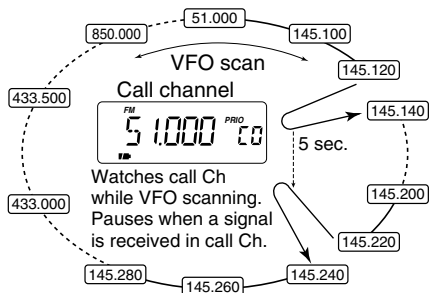 51.000
850.000
145.100
VFO scan
145.120
Call channel
433.500
FM
51.000
PRIO
C0
145.140
5 sec.
Watches call Ch
while VFO scanning.
Pauses when a signal
is received in call Ch.
145.200
433.000
145.220
145.280
145.240
145.260